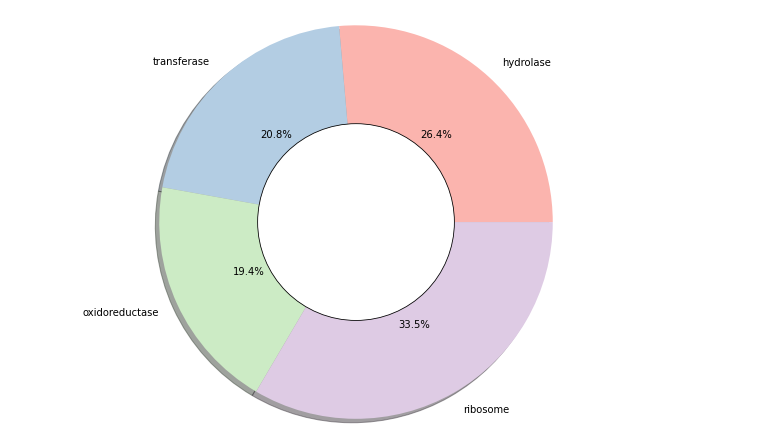 transferase
hydrolase
20.8%
26.4%
19.4%
oxidoreductase
33.5%
ribosome